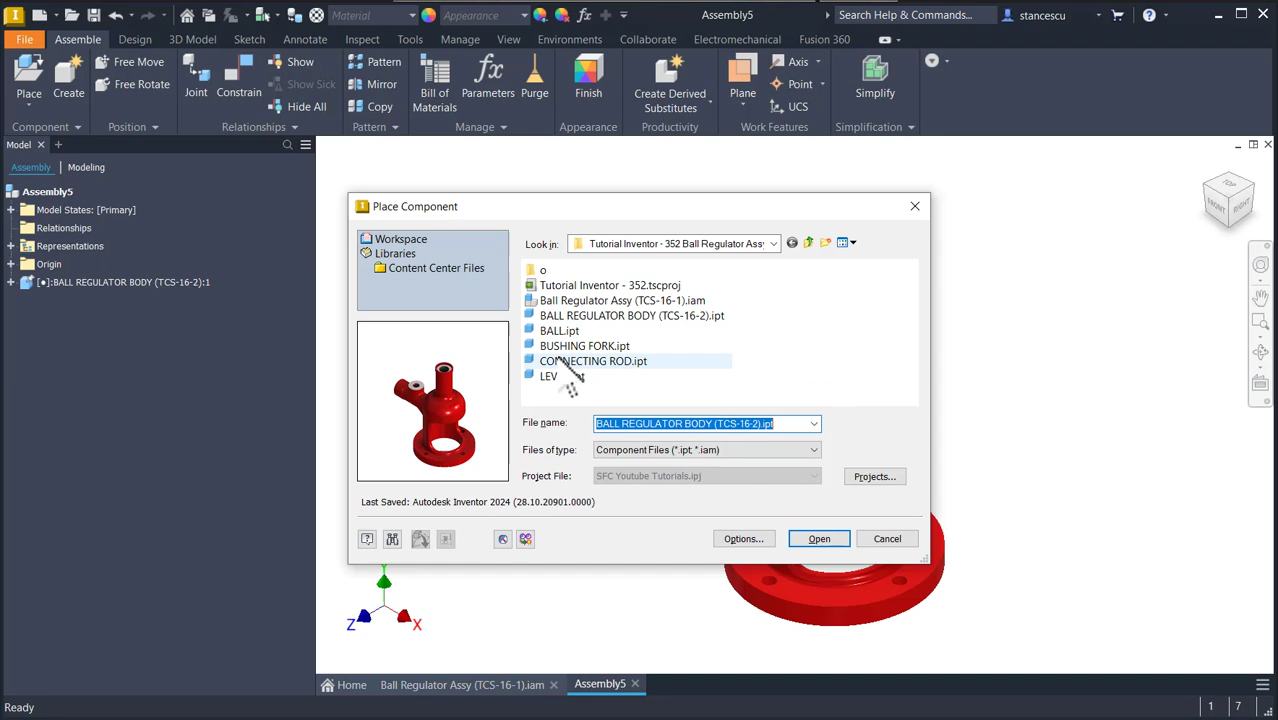 Material
Appearance
Assembly5
Search Help & Commands...
stancescu
File
Assemble
Design
3D Model
Sketch
Annotate
Inspect
Tools
Manage
View
Environments
Collaborate
Electromechanical
Fusion 360
Place
Create
Free Move
Free Rotate
Joint
Constrain
Show
Show Sick
Hide All
Pattern
Mirror
Copy
Bill of
Materials
Parameters
Purge
Finish
Create Derived
Substitutes
Plane
Axis
Point
UCS
Simplify
Component
Position
Relationships
Pattern
Manage
Appearance
Productivity
Work Features
Simplification
Model
Assembly
Modeling
Assembly5
Model States: [Primary]
Relationships
Representations
Origin
[●]:BALL REGULATOR BODY (TCS-16-2):1
Place Component
Workspace
Libraries
Content Center Files
Look in:
Tutorial Inventor - 352 Ball Regulator Assy
o
Tutorial Inventor - 352.tscproj
Ball Regulator Assy (TCS-16-1).iam
BALL REGULATOR BODY (TCS-16-2).ipt
BALL.ipt
BUSHING FORK.ipt
CONNECTING ROD.ipt
LEV
File name:
BALL REGULATOR BODY (TCS-16-2).ipt
Files of type:
Component Files (*.ipt; *.iam)
Project File:
SFC Youtube Tutorials.ipj
Projects...
Last Saved: Autodesk Inventor 2024 (28.10.20901.0000)
Options...
Open
Cancel
TOP
FRONT
RIGHT
Y
Z
X
Home
Ball Regulator Assy (TCS-16-1).iam
Assembly5
Ready
1
7